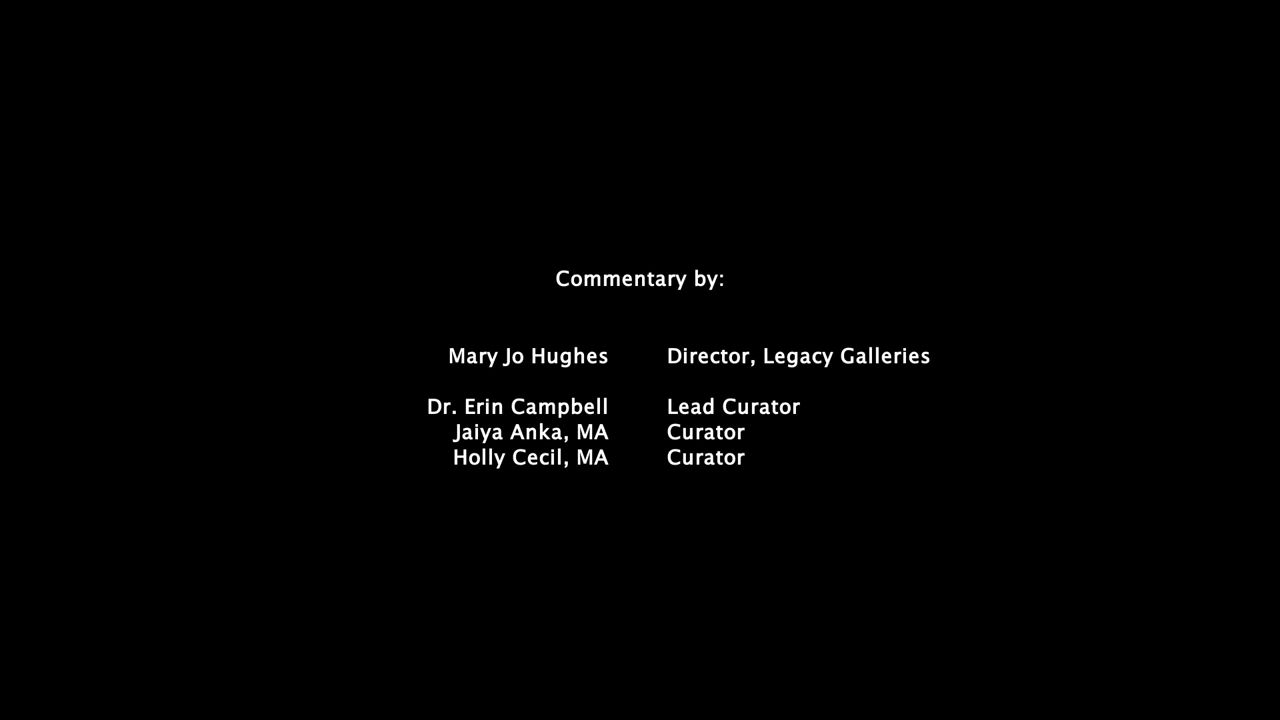 Commentary by:
Mary Jo Hughes Director, Legacy Galleries
Dr. Erin Campbell Lead Curator
Jaiya Anka, MA Curator
Holly Cecil, MA Curator